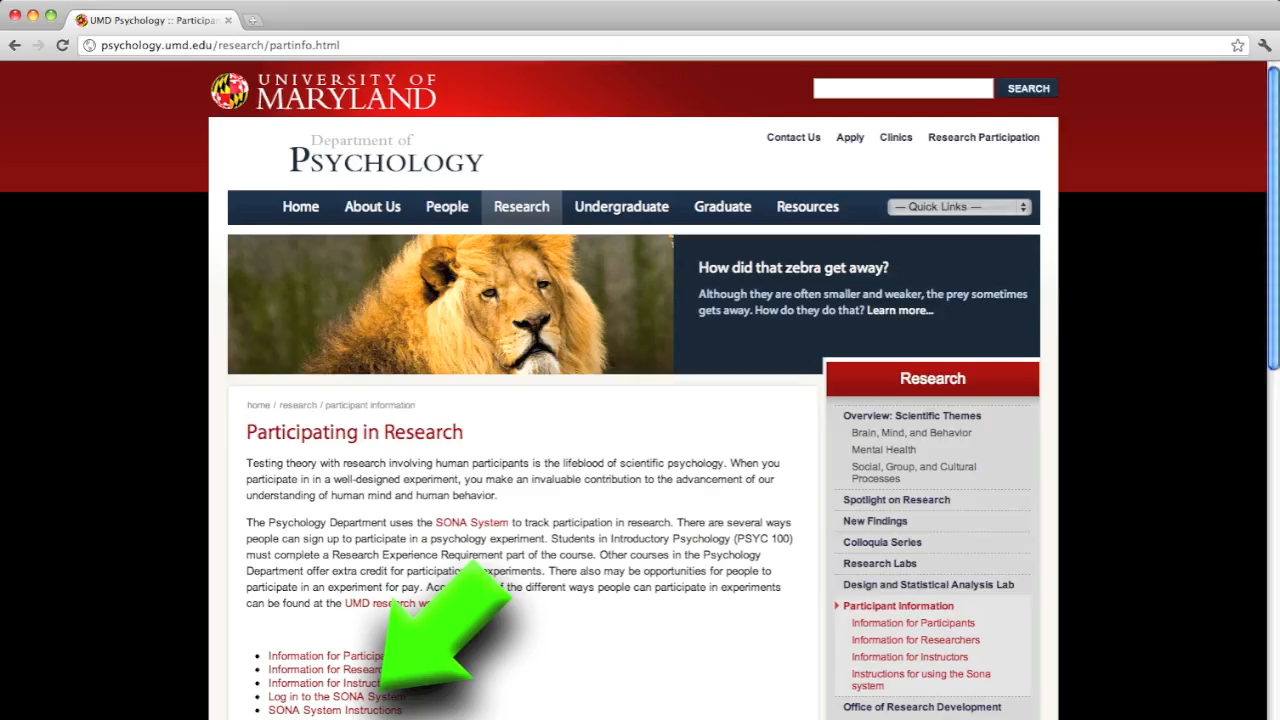 UMD Psychology :: Participan
psychology.umd.edu/research/partinfo.html
UNIVERSITY OF
MARYLAND
SEARCH
Department of
PSYCHOLOGY
Contact Us Apply Clinics Research Participation
Home About Us People Research Undergraduate Graduate Resources — Quick Links —
How did that zebra get away?
Although they are often smaller and weaker, the prey sometimes
gets away. How do they do that? Learn more...
home / research / participant information
Participating in Research
Testing theory with research involving human participants is the lifeblood of scientific psychology. When you
participate in in a well-designed experiment, you make an invaluable contribution to the advancement of our
understanding of human mind and human behavior.
The Psychology Department uses the SONA System to track participation in research. There are several ways
people can sign up to participate in a psychology experiment. Students in Introductory Psychology (PSYC 100)
must complete a Research Experience Requirement part of the course. Other courses in the Psychology
Department offer extra credit for participation experiments. There also may be opportunities for people to
participate in an experiment for pay. of the different ways people can participate in experiments
can be found at the UMD research
Information for
Information for
Information for
Log in to the SONA System
SONA System Instructions
Research
Overview: Scientific Themes
Brain, Mind, and Behavior
Mental Health
Social, Group, and Cultural
Processes
Spotlight on Research
New Findings
Colloquia Series
Research Labs
Design and Statistical Analysis Lab
Participant Information
Information for Participants
Information for Researchers
Information for Instructors
Instructions for using the Sona
system
Office of Research Development